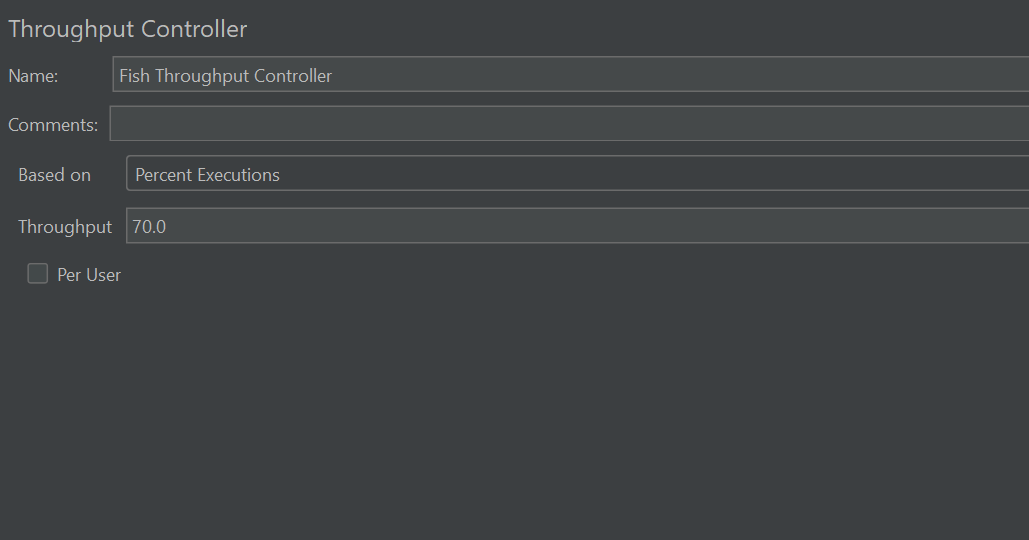 Throughput Controller
Name: Fish Throughput Controller
Comments:
Based on Percent Executions
Throughput 70.0
Per User